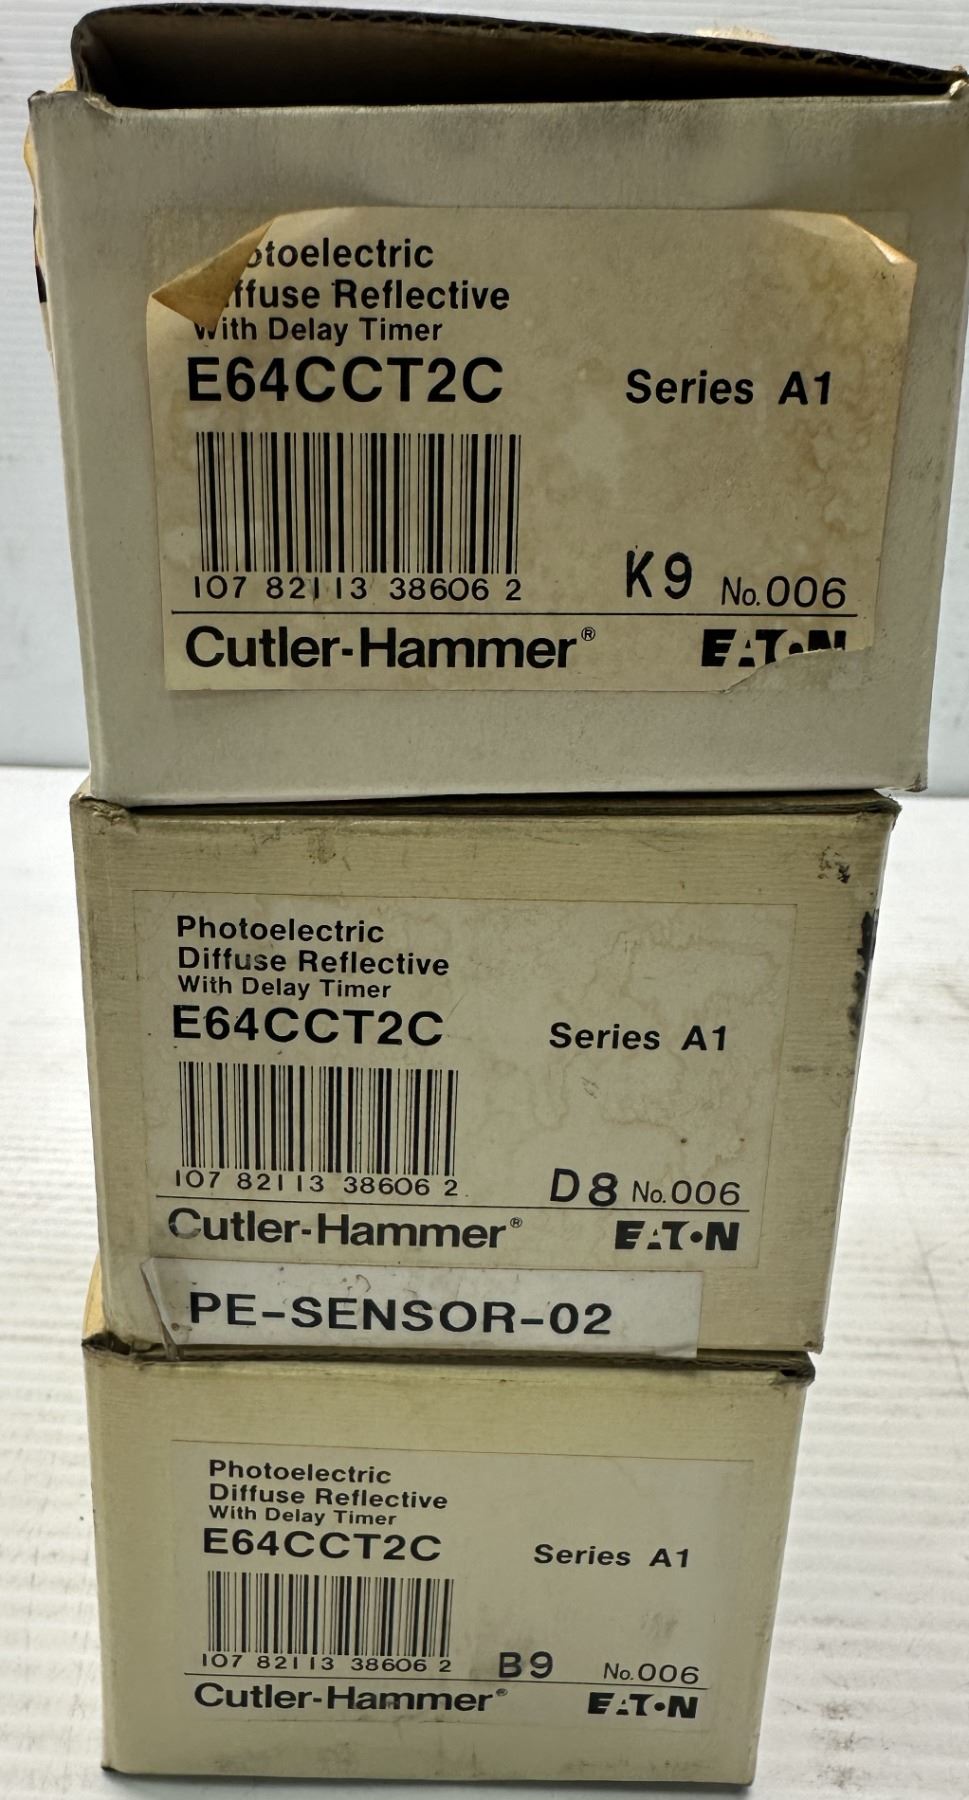 otoelectric
ffuse Reflective
With Delay Timer
E64CCT2C Series A1
107 82113 38606 2
K9 No.006
Cutler-Hammer® EATON
Photoelectric
Diffuse Reflective
With Delay Timer
E64CCT2C Series A1
107 82113 38606 2
D8 No.006
Cutler-Hammer® EATON
PE-SENSOR-02
Photoelectric
Diffuse Reflective
With Delay Timer
E64CCT2C Series A1
107 82113 38606 2 B9 No.006
Cutler-Hammer® EATON